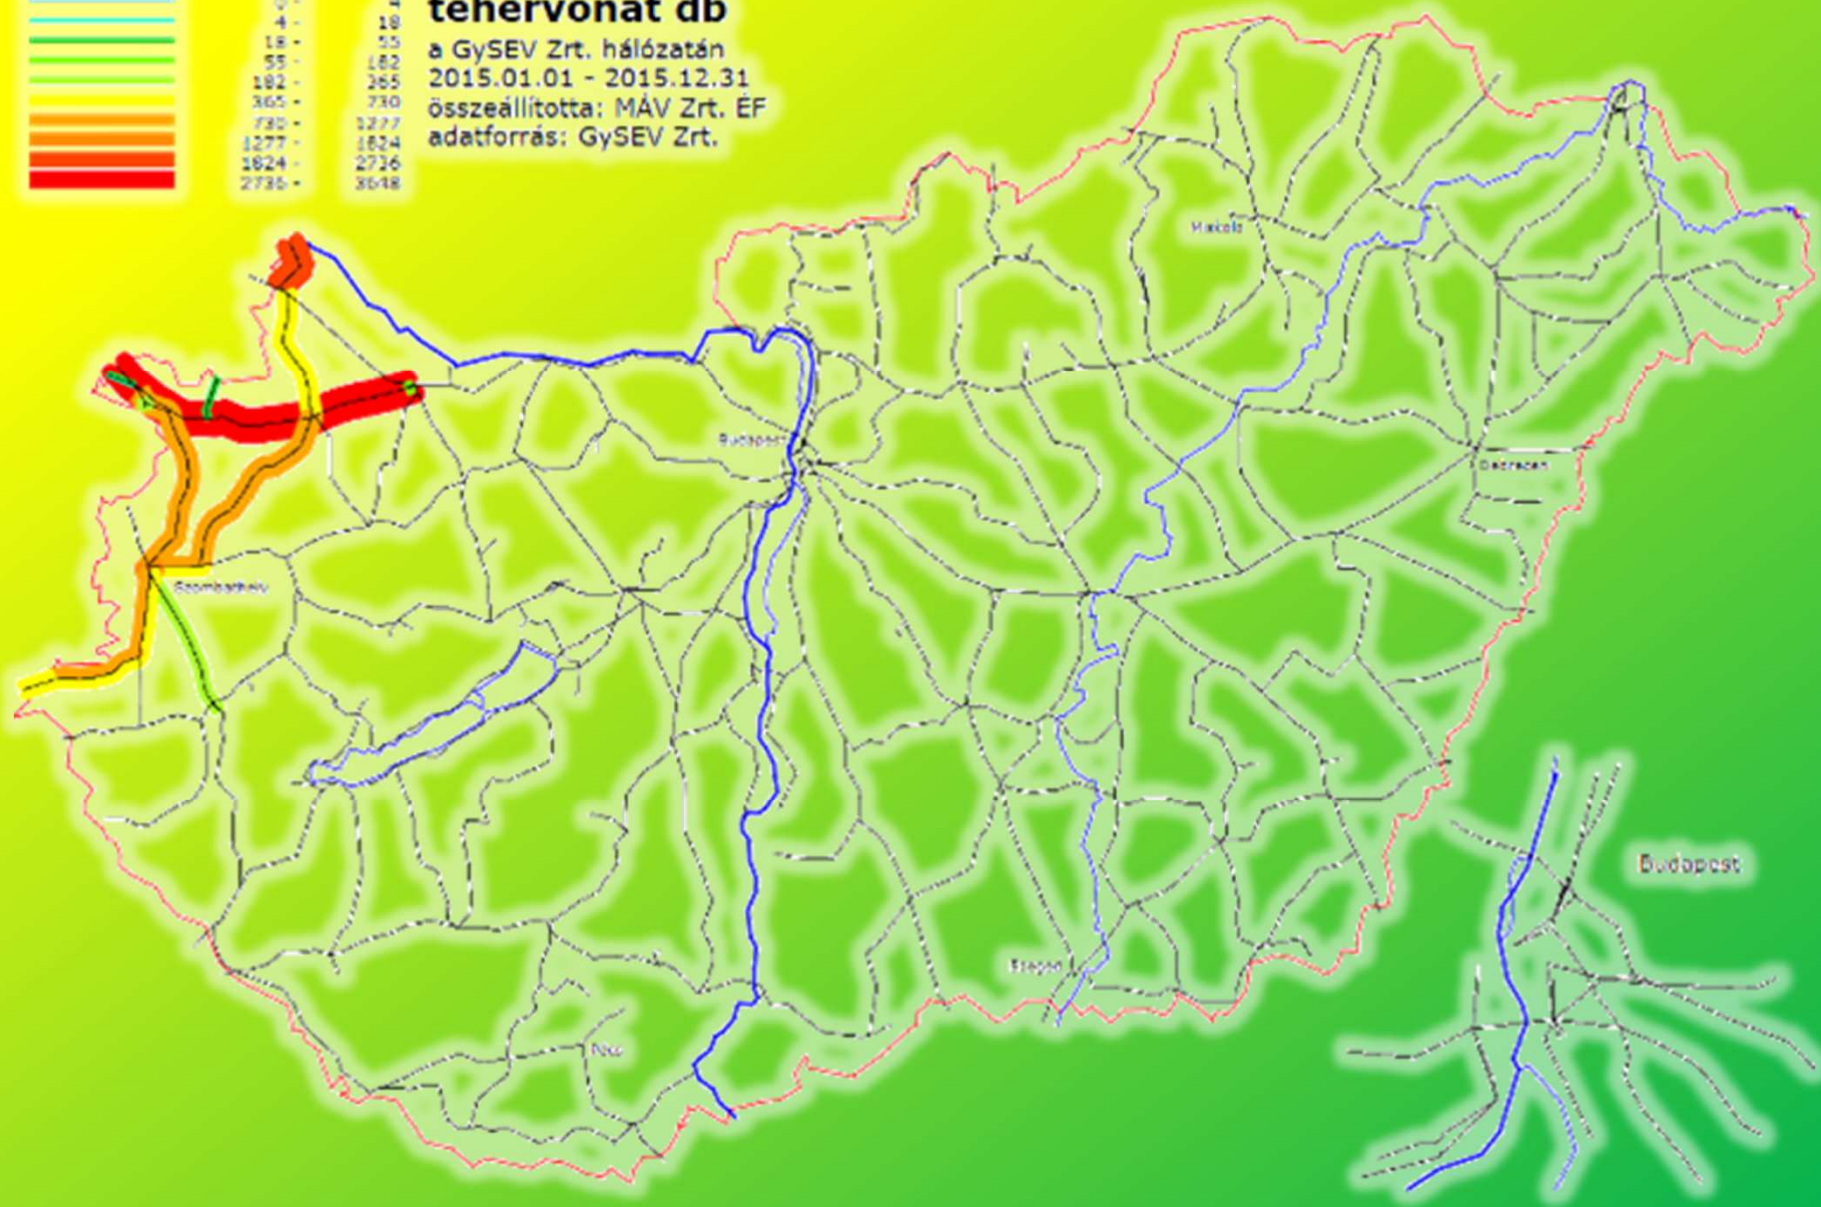 tehervonat db
a GySEV Zrt. hálózatán
2015.01.01 - 2015.12.31
összeállította: MÁV Zrt. ÉF
adatforrás: GySEV Zrt.
0 - 4
4 - 18
18 - 55
55 - 182
182 - 365
365 - 730
730 - 1277
1277 - 1824
1824 - 2736
2736 - 3648
Miskolc
Budapest
Debrecen
Szombathely
Budapest
Szeged
Pécs